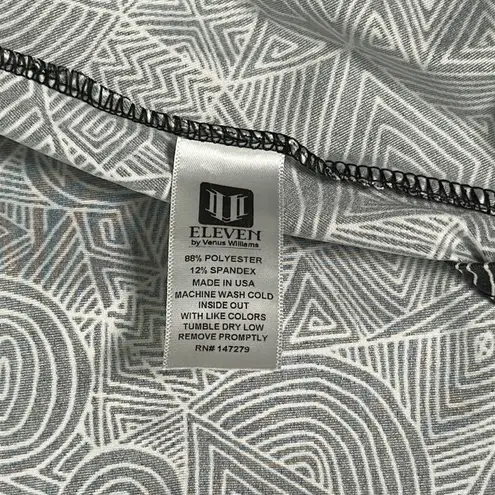 ELEVEN
by Venus Williams
88% POLYESTER
12% SPANDEX
MADE IN USA
MACHINE WASH COLD
INSIDE OUT
WITH LIKE COLORS
TUMBLE DRY LOW
REMOVE PROMPTLY
RN# 147279